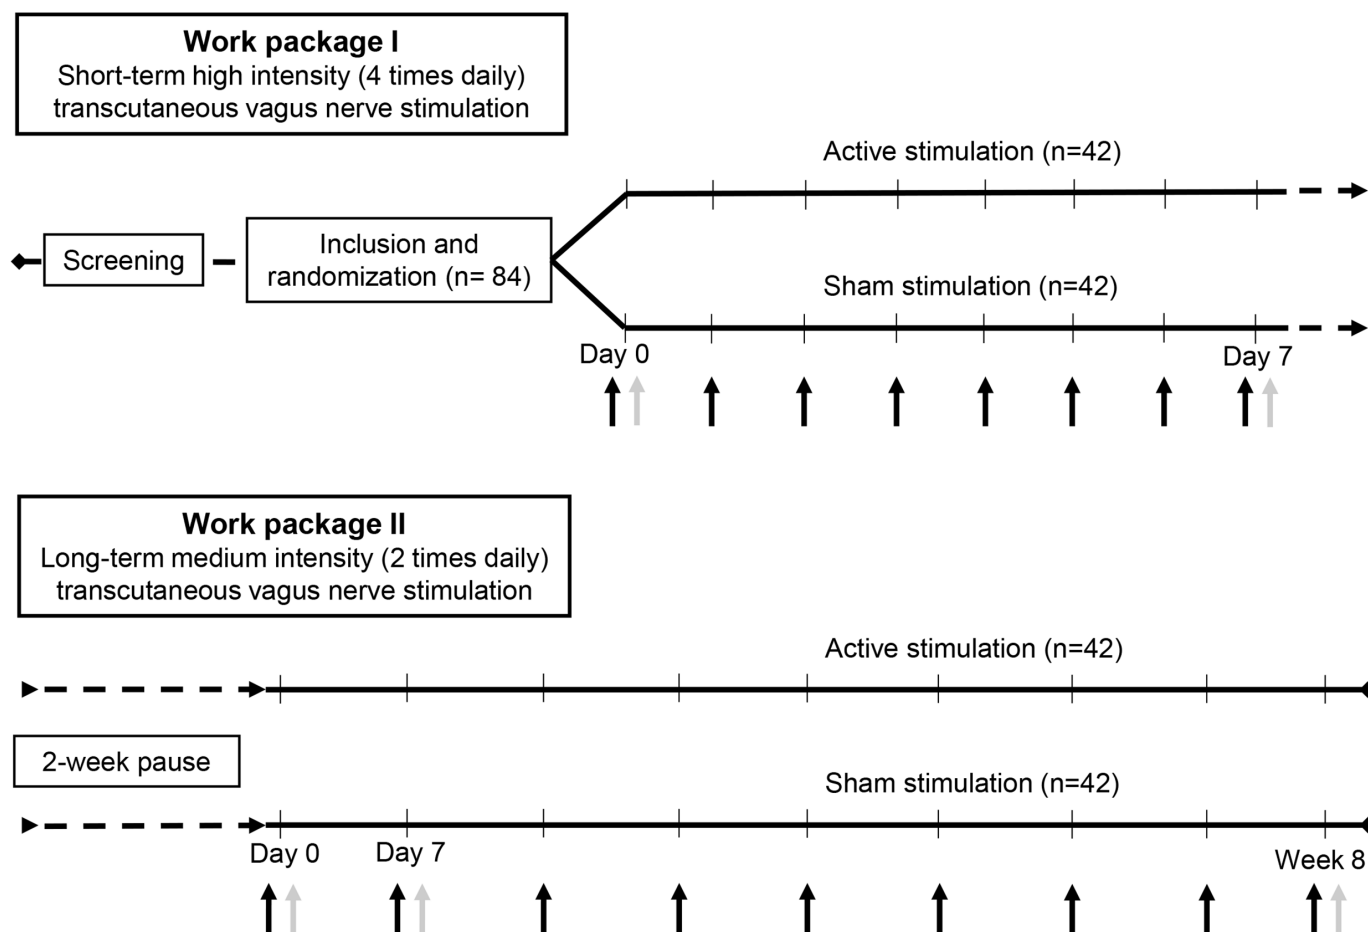 Work package I
Short-term high intensity (4 times daily)
transcutaneous vagus nerve stimulation
Active stimulation (n=42)
Screening
Inclusion and
randomization (n= 84)
Sham stimulation (n=42)
Day 0
Day 7
Work package II
Long-term medium intensity (2 times daily)
transcutaneous vagus nerve stimulation
Active stimulation (n=42)
2-week pause
Sham stimulation (n=42)
Day 0
Day 7
Week 8